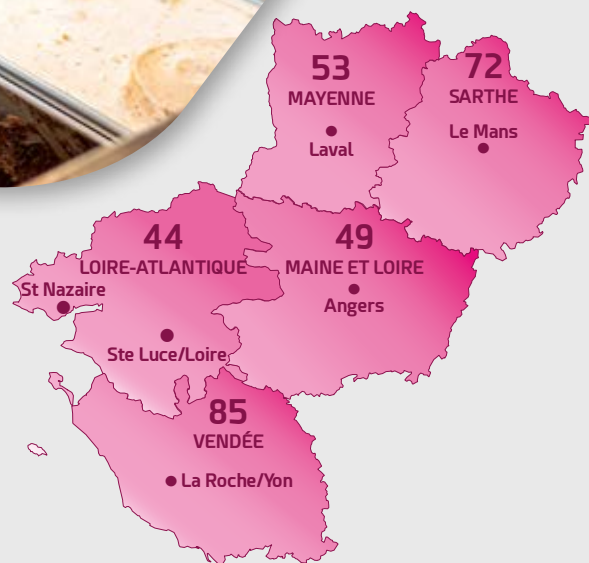 53
MAYENNE
Laval
72
SARTHE
Le Mans
44
LOIRE-ATLANTIQUE
St Nazaire
Ste Luce/Loire
49
MAINE ET LOIRE
Angers
85
VENDÉE
La Roche/Yon